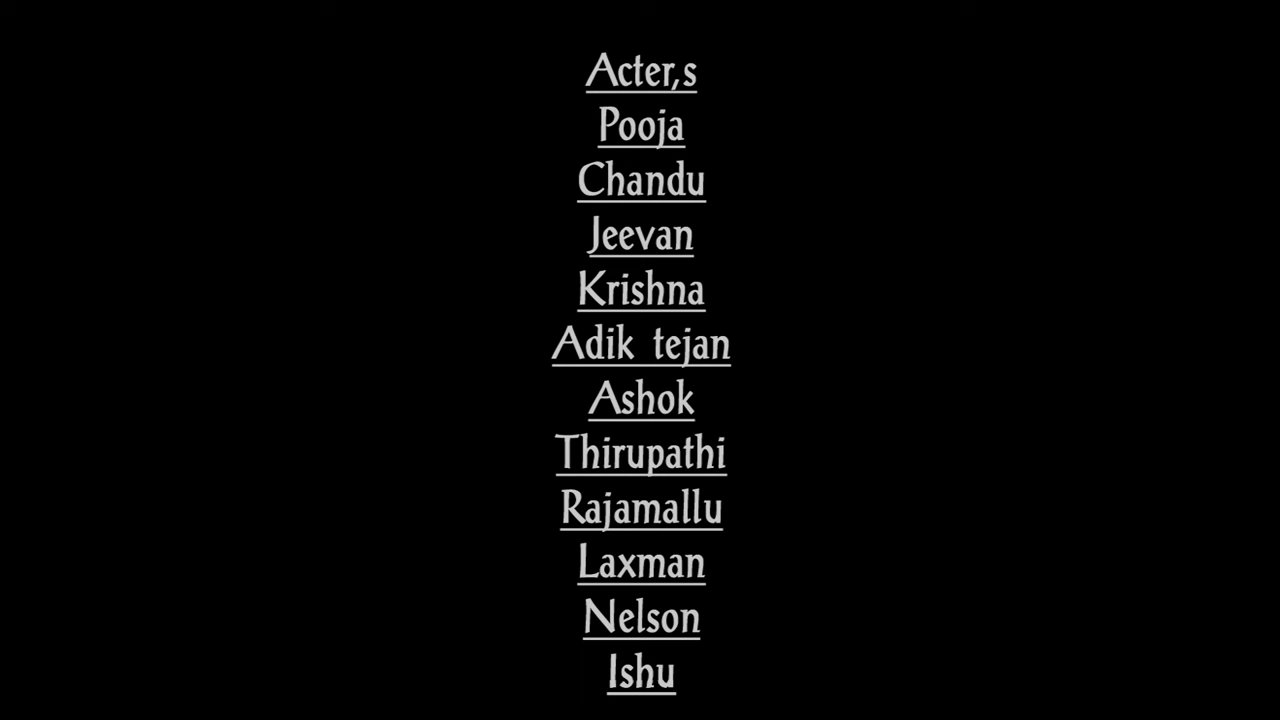 Acter,s
Pooja
Chandu
Jeevan
Krishna
Adik tejan
Ashok
Thirupathi
Rajamallu
Laxman
Nelson
Ishu